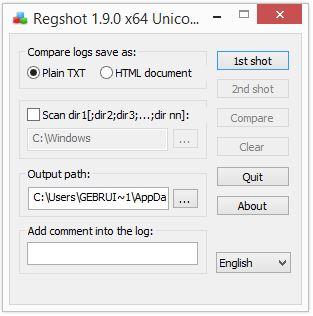 Regshot 1.9.0 x64 Unico...
Compare logs save as:
Plain TXT
HTML document
1st shot
2nd shot
Scan dir1[;dir2;dir3;...;dir nn]:
C:\Windows
...
Compare
Clear
Output path:
C:\Users\GEBRUI~1\AppDa
...
Quit
About
Add comment into the log:
English